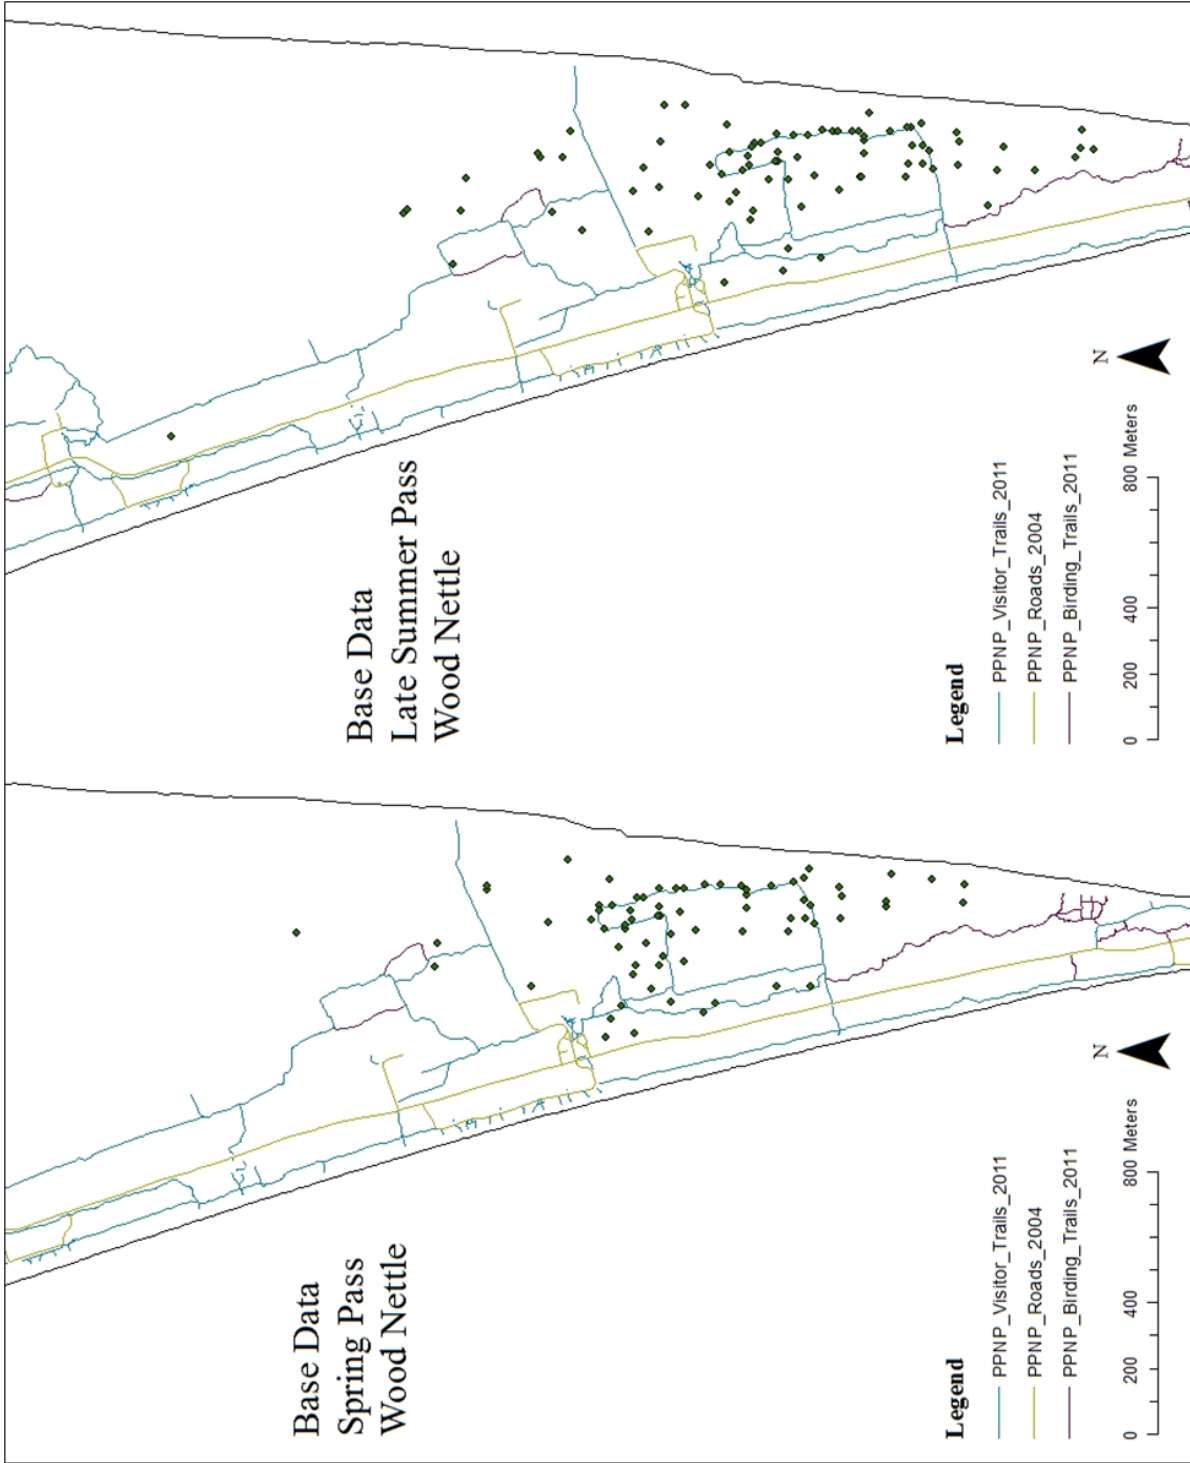 Base Data
Spring Pass
Wood Nettle
N
Legend
PPNP_Visitor_Trails_2011
PPNP_Roads_2004
PPNP_Birding_Trails_2011
0 200 400 800 Meters
Base Data
Late Summer Pass
Wood Nettle
N
Legend
PPNP_Visitor_Trails_2011
PPNP_Roads_2004
PPNP_Birding_Trails_2011
0 200 400 800 Meters